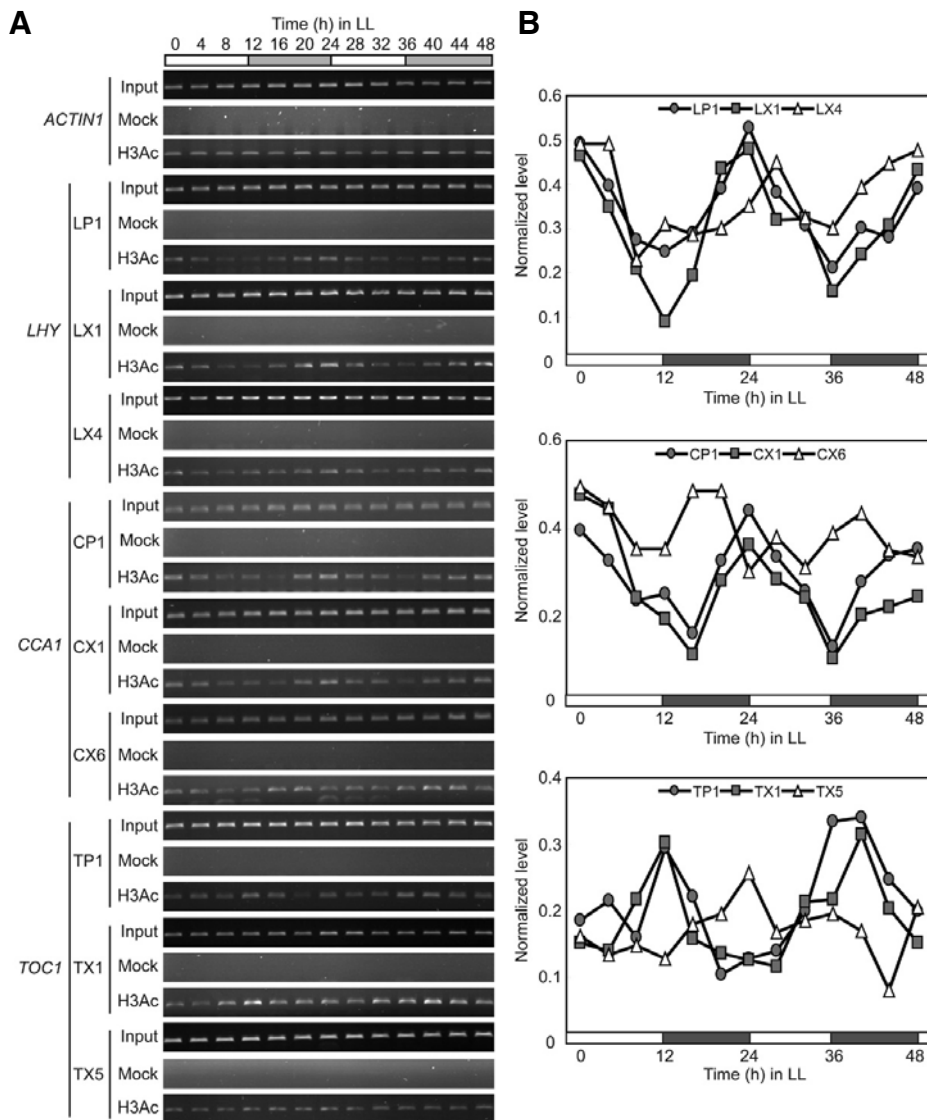 A
Time (h) in LL
0 4 8 12 16 20 24 28 32 36 40 44 48
ACTIN1
Input
Mock
H3Ac
LHY
LP1
Input
Mock
H3Ac
LX1
Input
Mock
H3Ac
LX4
Input
Mock
H3Ac
CCA1
CP1
Input
Mock
H3Ac
CX1
Input
Mock
H3Ac
CX6
Input
Mock
H3Ac
TOC1
TP1
Input
Mock
H3Ac
TX1
Input
Mock
H3Ac
TX5
Input
Mock
H3Ac
B
LP1 LX1 LX4
Normalized level
0.6
0.5
0.4
0.3
0.2
0.1
0
0 12 24 36 48
Time (h) in LL
CP1 CX1 CX6
Normalized level
0.6
0.4
0.2
0
0 12 24 36 48
Time (h) in LL
TP1 TX1 TX5
Normalized level
0.4
0.3
0.2
0.1
0
0 12 24 36 48
Time (h) in LL